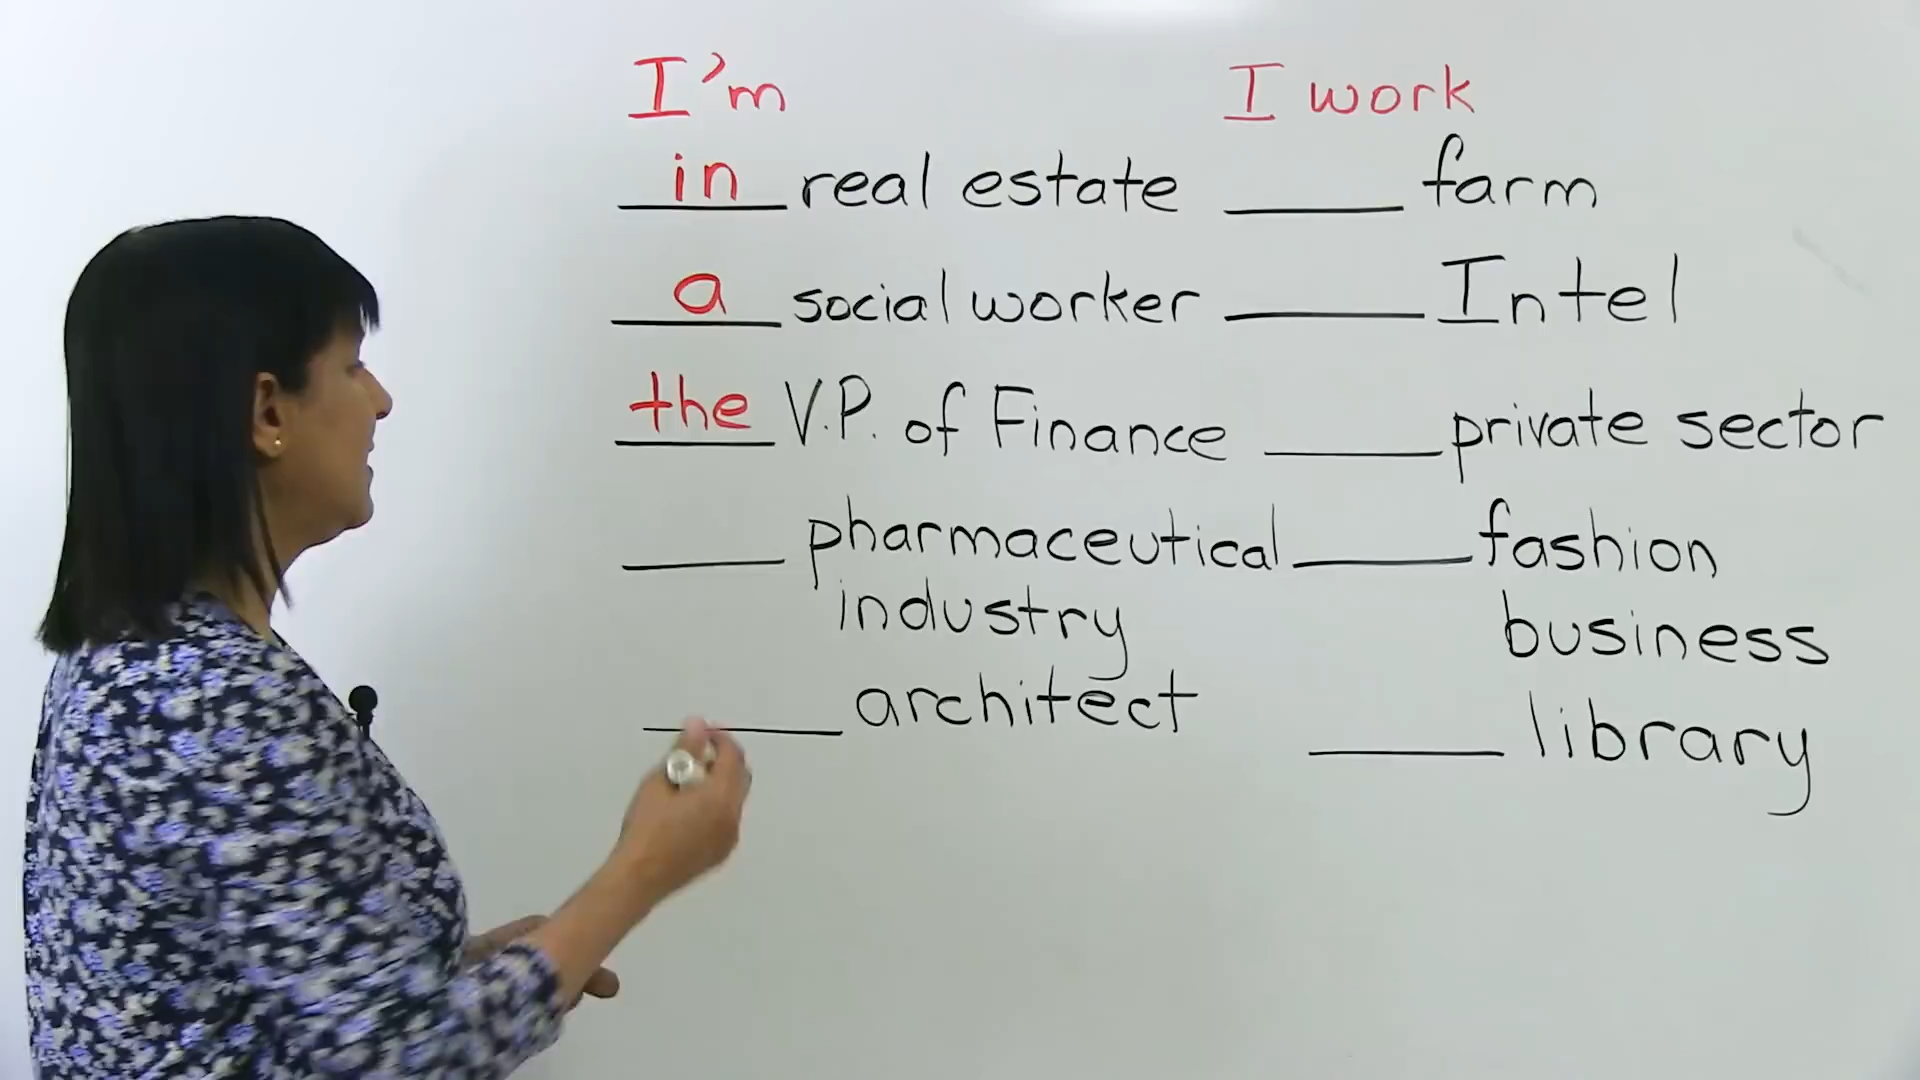 I'm
in real estate
a social worker
the V.P. of Finance
pharmaceutical
industry
architect
I work
farm
Intel
private sector
fashion
business
library